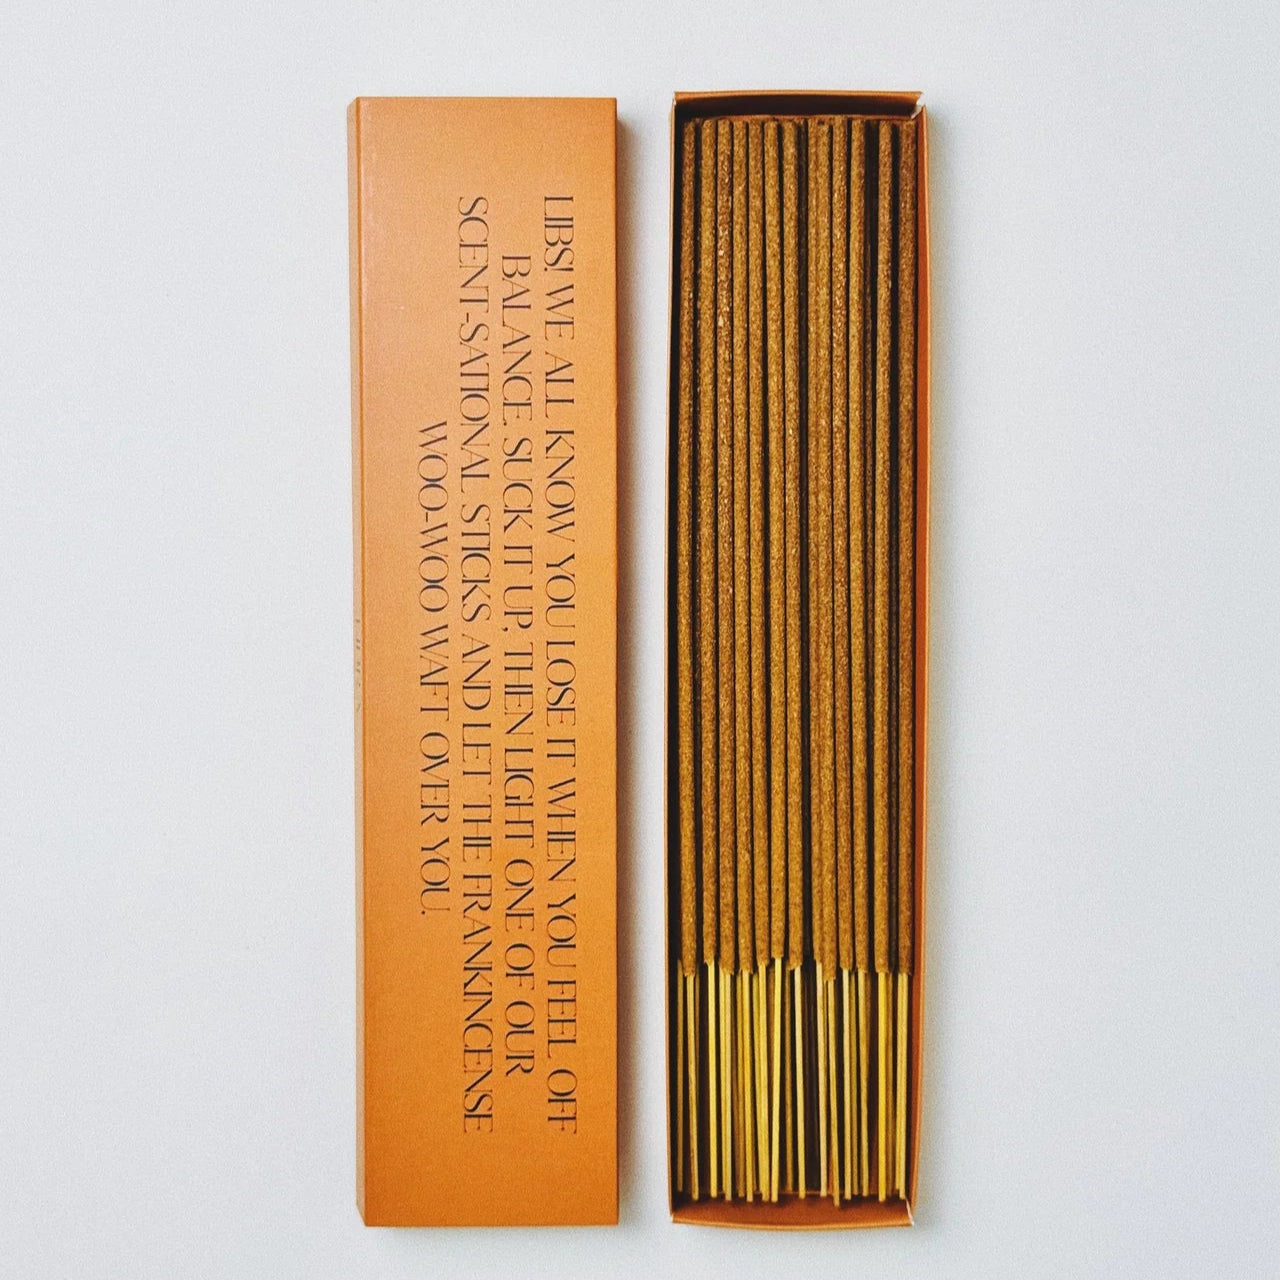 LIBS! WE ALL KNOW YOU LOSE IT WHEN YOU FEEL OFF
BALANCE. SUCK IT UP, THEN LIGHT ONE OF OUR
SCENT-SATIONAL STICKS AND LET THE FRANKINCENSE
WOO-WOO WAFT OVER YOU.